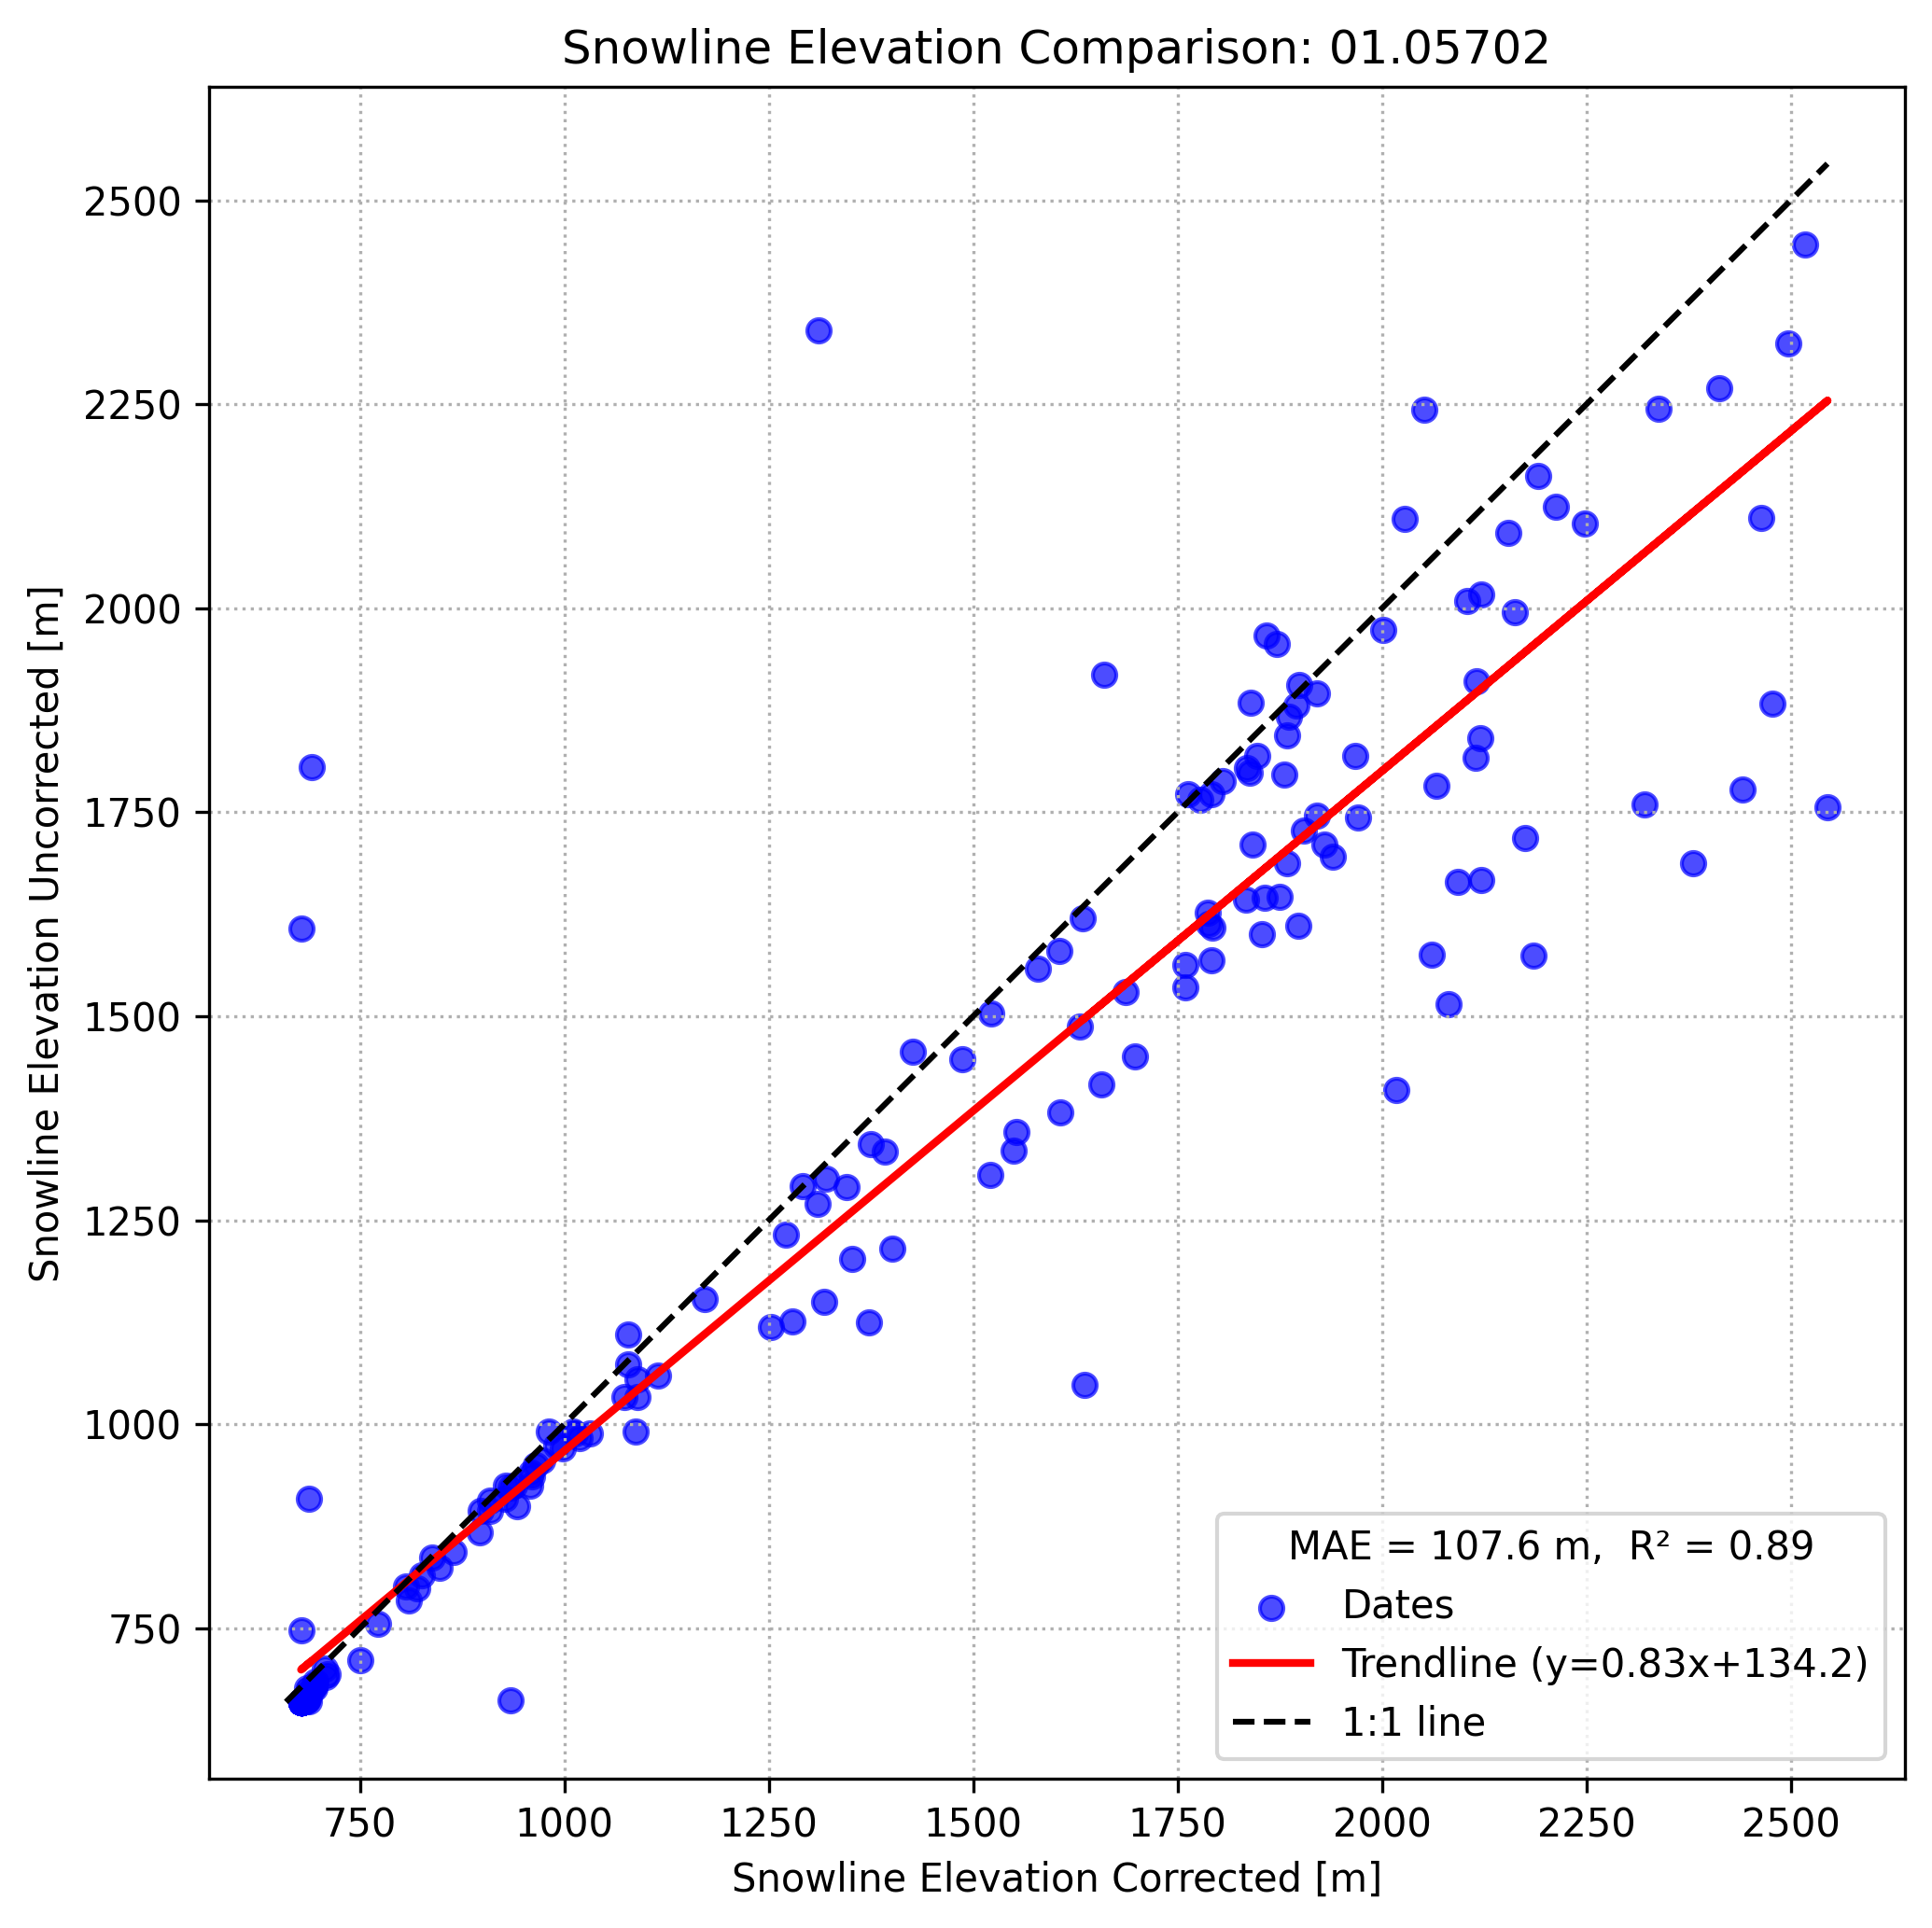 Snowline Elevation Comparison: 01.05702
Snowline Elevation Uncorrected [m]
2500
2250
2000
1750
1500
1250
1000
750
MAE = 107.6 m,  R² = 0.89
Dates
Trendline (y=0.83x+134.2)
1:1 line
750 1000 1250 1500 1750 2000 2250 2500
Snowline Elevation Corrected [m]